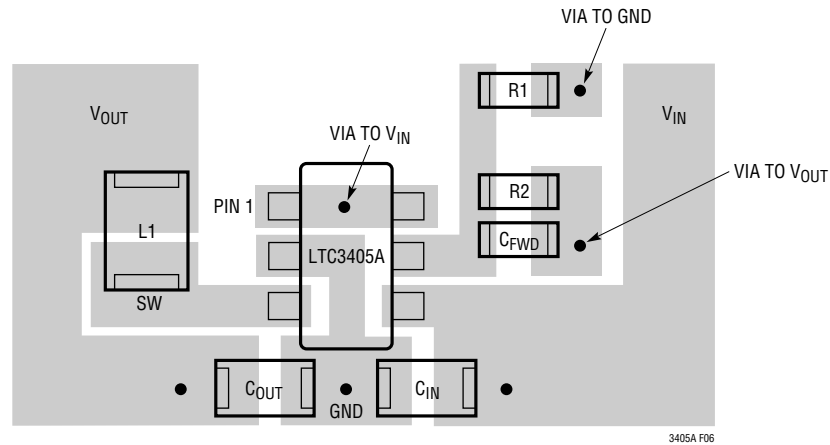 VIA TO GND
R1
VOUT
VIN
VIA TO VIN
VIA TO VOUT
PIN 1
R2
L1
CFWD
LTC3405A
SW
COUT
CIN
GND
3405A F06